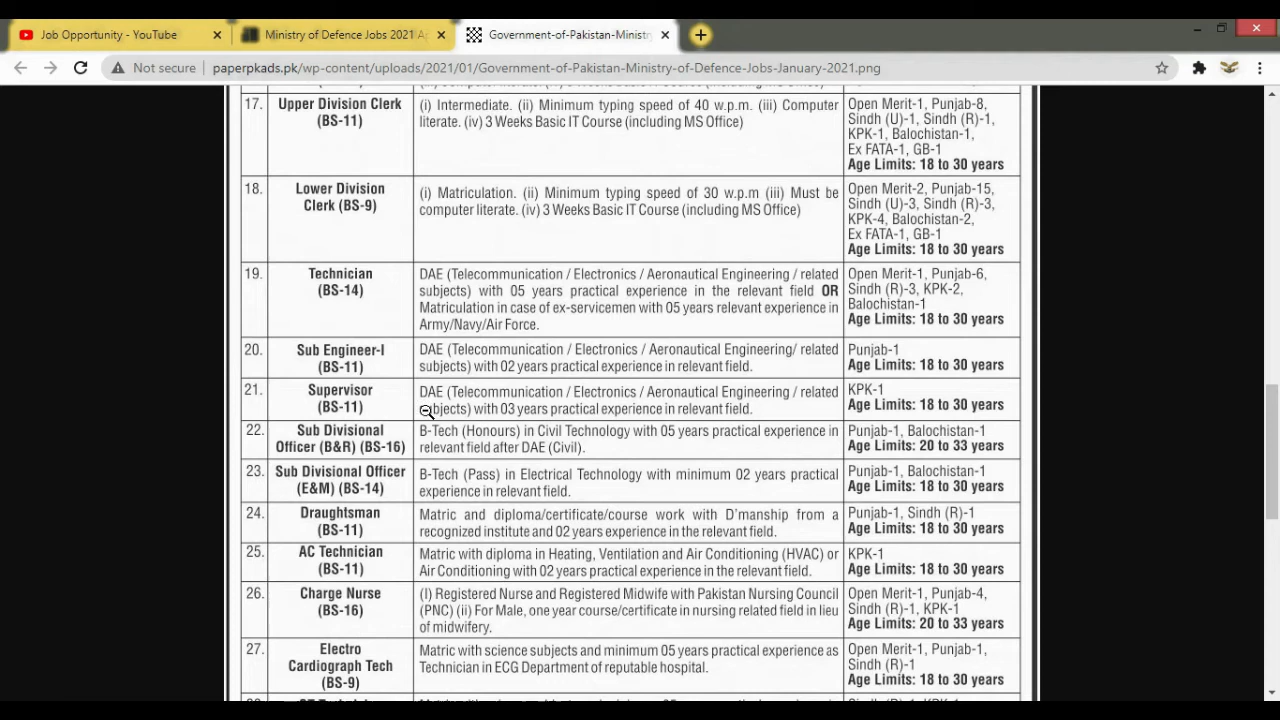 Job Opportunity - YouTube
Ministry of Defence Jobs 2021
Government-of-Pakistan-Ministr
Not secure
paperpkads.pk/wp-content/uploads/2021/01/Government-of-Pakistan-Ministry-of-Defence-Jobs-January-2021.png
17.
Upper Division Clerk
(BS-11)
(i) Intermediate. (ii) Minimum typing speed of 40 w.p.m. (iii) Computer
literate. (iv) 3 Weeks Basic IT Course (including MS Office)
Open Merit-1, Punjab-8,
Sindh (U)-1, Sindh (R)-1,
KPK-1, Balochistan-1,
Ex FATA-1, GB-1
Age Limits: 18 to 30 years
18.
Lower Division
Clerk (BS-9)
(i) Matriculation. (ii) Minimum typing speed of 30 w.p.m (iii) Must be
computer literate. (iv) 3 Weeks Basic IT Course (including MS Office)
Open Merit-2, Punjab-15,
Sindh (U)-3, Sindh (R)-3,
KPK-4, Balochistan-2,
Ex FATA-1, GB-1
Age Limits: 18 to 30 years
19.
Technician
(BS-14)
DAE (Telecommunication / Electronics / Aeronautical Engineering / related
subjects) with 05 years practical experience in the relevant field OR
Matriculation in case of ex-servicemen with 05 years relevant experience in
Army/Navy/Air Force.
Open Merit-1, Punjab-6,
Sindh (R)-3, KPK-2,
Balochistan-1
Age Limits: 18 to 30 years
20.
Sub Engineer-I
(BS-11)
DAE (Telecommunication / Electronics / Aeronautical Engineering/ related
subjects) with 02 years practical experience in relevant field.
Punjab-1
Age Limits: 18 to 30 years
21.
Supervisor
(BS-11)
DAE (Telecommunication / Electronics / Aeronautical Engineering / related
subjects) with 03 years practical experience in relevant field.
KPK-1
Age Limits: 18 to 30 years
22.
Sub Divisional
Officer (B&R) (BS-16)
B-Tech (Honours) in Civil Technology with 05 years practical experience in
relevant field after DAE (Civil).
Punjab-1, Balochistan-1
Age Limits: 20 to 33 years
23.
Sub Divisional Officer
(E&M) (BS-14)
B-Tech (Pass) in Electrical Technology with minimum 02 years practical
experience in relevant field.
Punjab-1, Balochistan-1
Age Limits: 18 to 30 years
24.
Draughtsman
(BS-11)
Matric and diploma/certificate/course work with D'manship from a
recognized institute and 02 years experience in the relevant field.
Punjab-1, Sindh (R)-1
Age Limits: 18 to 30 years
25.
AC Technician
(BS-11)
Matric with diploma in Heating, Ventilation and Air Conditioning (HVAC) or
Air Conditioning with 02 years practical experience in the relevant field.
KPK-1
Age Limits: 18 to 30 years
26.
Charge Nurse
(BS-16)
(I) Registered Nurse and Registered Midwife with Pakistan Nursing Council
(PNC) (ii) For Male, one year course/certificate in nursing related field in lieu
of midwifery.
Open Merit-1, Punjab-4,
Sindh (R)-1, KPK-1
Age Limits: 20 to 33 years
27.
Electro
Cardiograph Tech
(BS-9)
Matric with science subjects and minimum 05 years practical experience as
Technician in ECG Department of reputable hospital.
Open Merit-1, Punjab-1,
Sindh (R)-1
Age Limits: 18 to 30 years